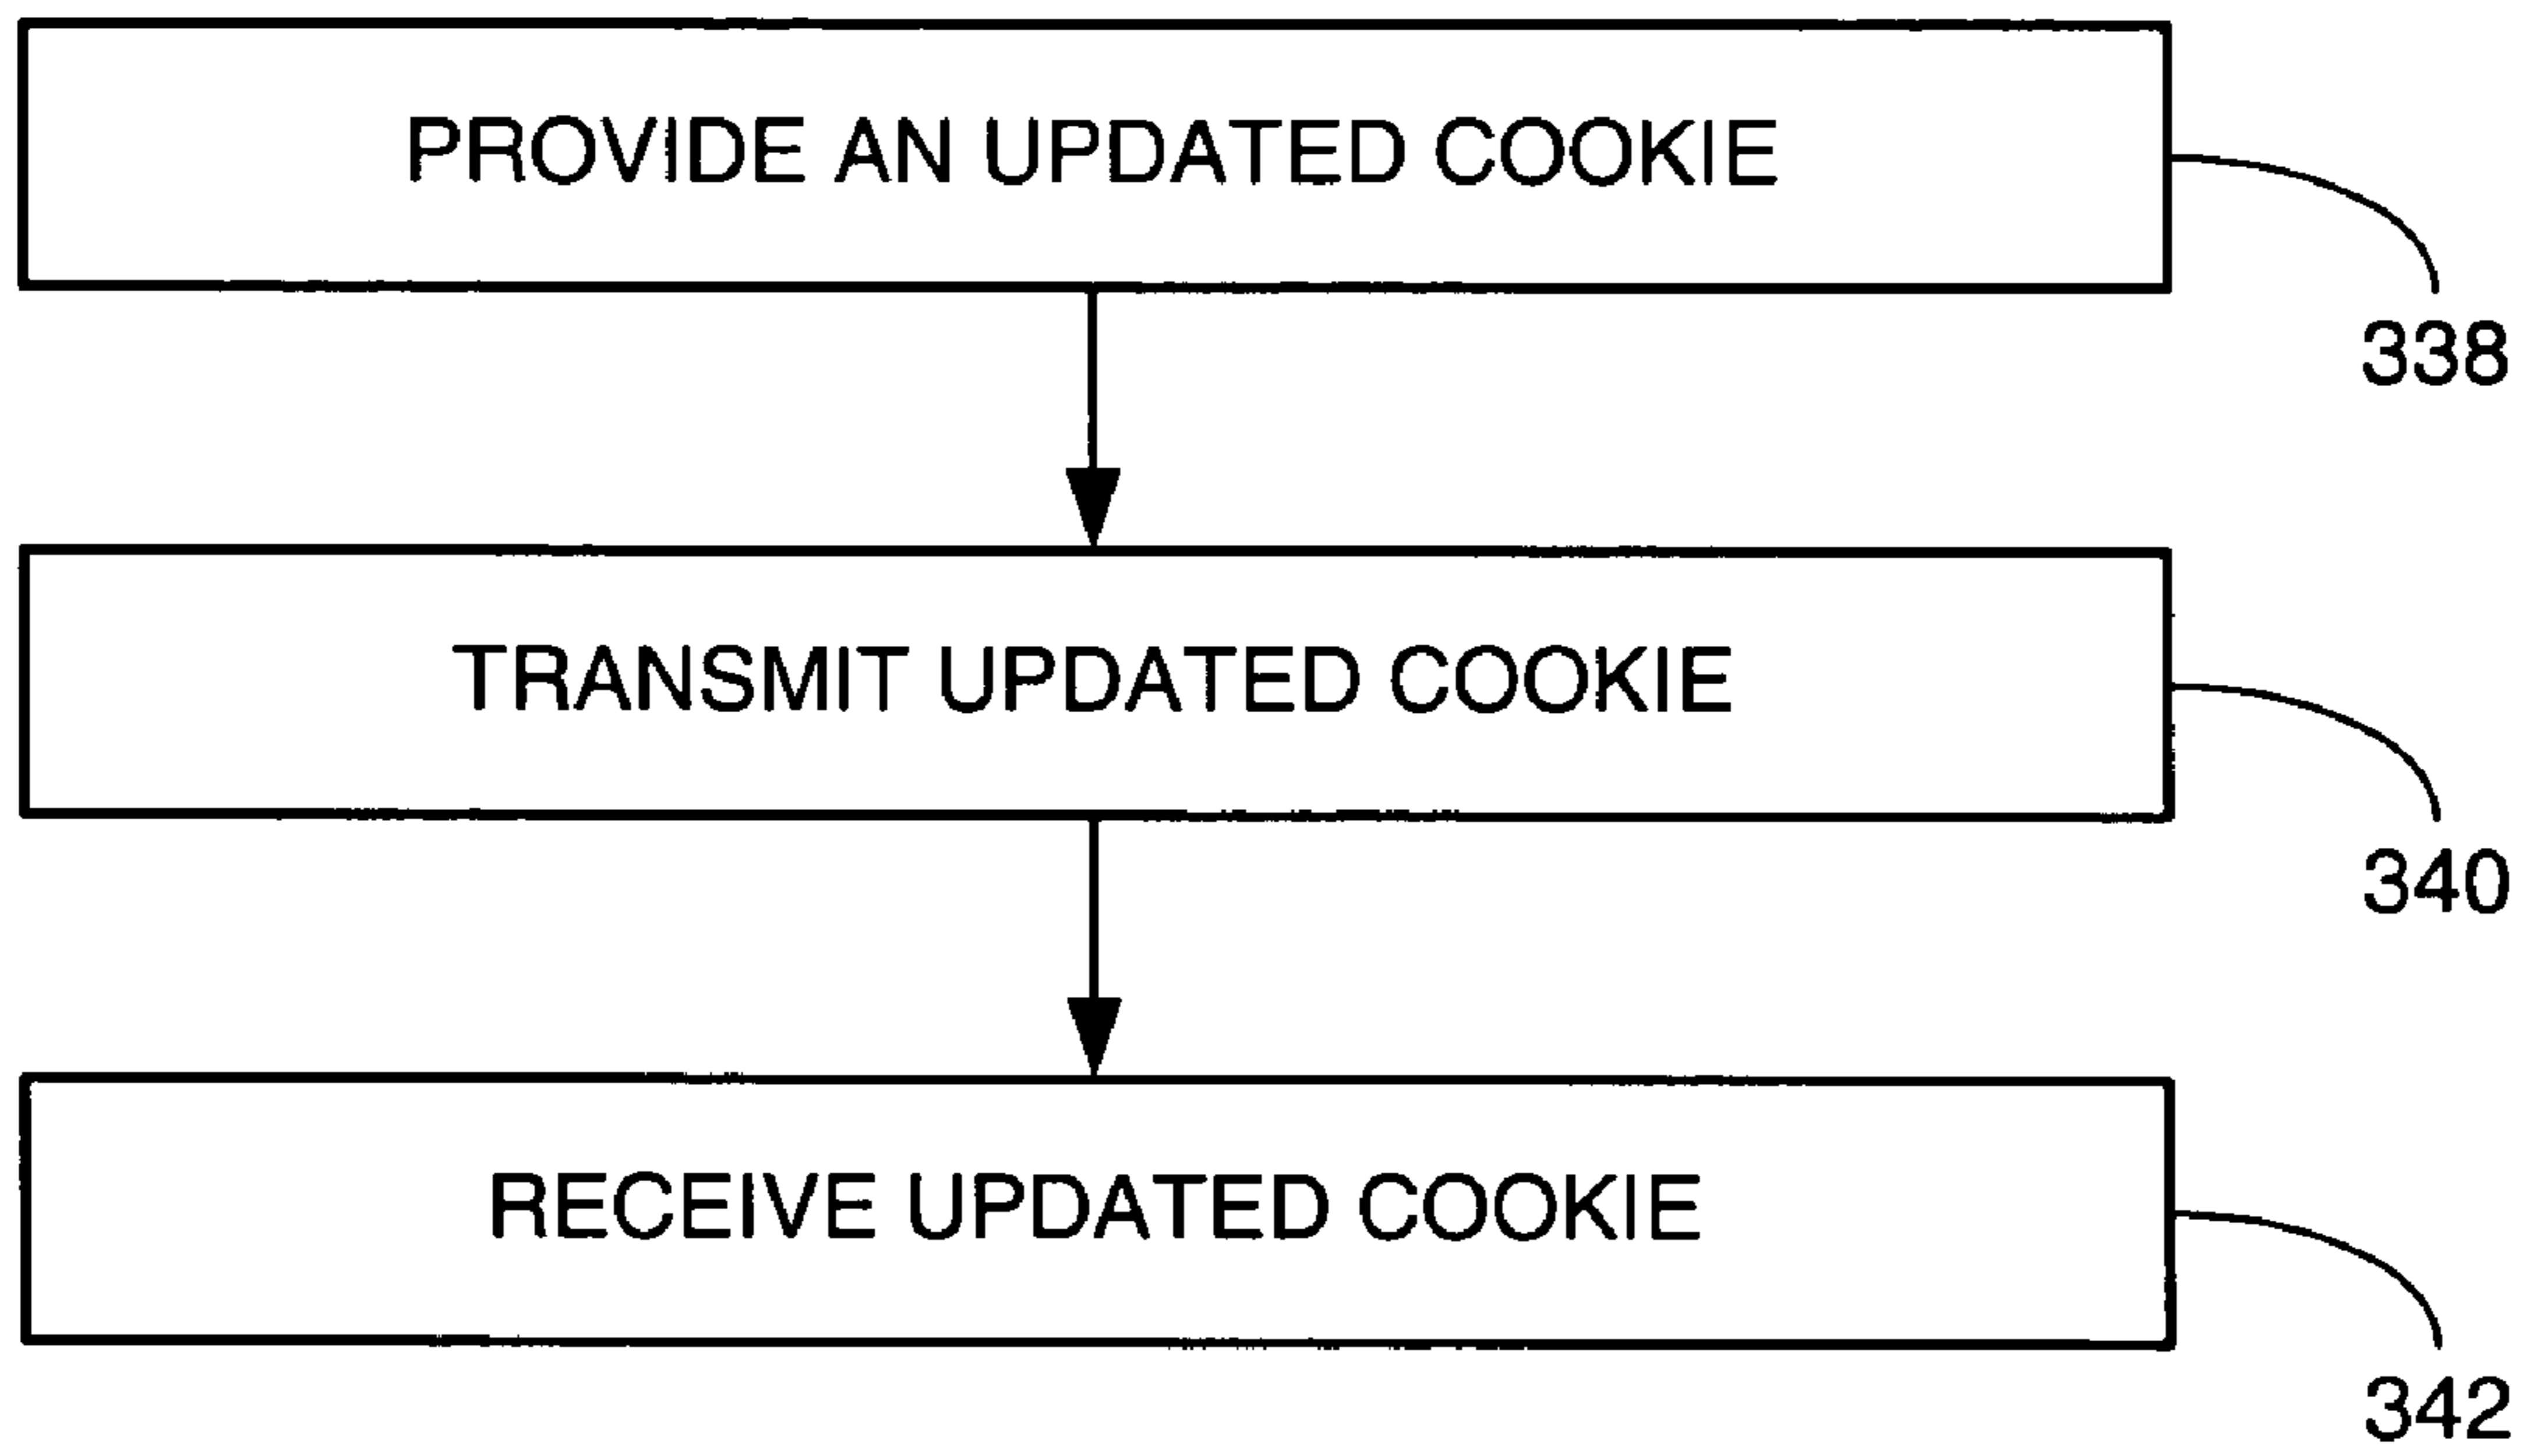 PROVIDE AN UPDATED COOKIE
338
TRANSMIT UPDATED COOKIE
340
RECEIVE UPDATED COOKIE
342